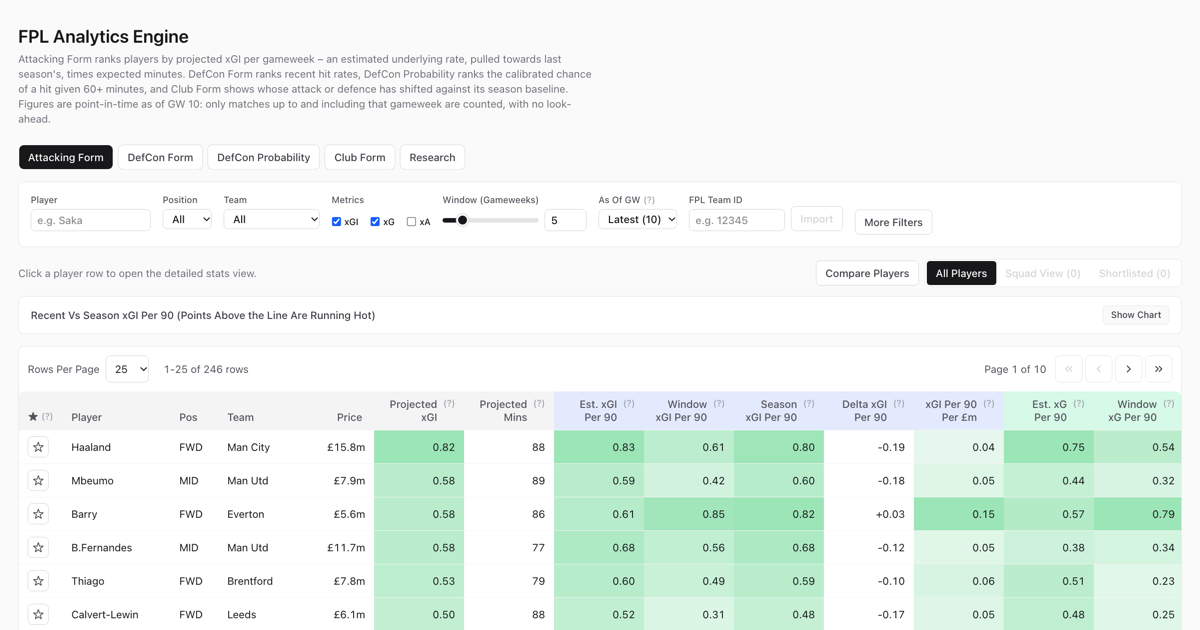 FPL Analytics Engine
Attacking Form ranks players by projected xGI per gameweek – an estimated underlying rate, pulled towards last
season's, times expected minutes. DefCon Form ranks recent hit rates, DefCon Probability ranks the calibrated chance
of a hit given 60+ minutes, and Club Form shows whose attack or defence has shifted against its season baseline.
Figures are point-in-time as of GW 10: only matches up to and including that gameweek are counted, with no look-
ahead.
Attacking Form DefCon Form DefCon Probability Club Form Research
Player Position Team Metrics Window (Gameweeks) As Of GW (?) FPL Team ID
e.g. Saka All All xGI xG xA 5 Latest (10) e.g. 12345 Import More Filters
Click a player row to open the detailed stats view. Compare Players All Players Squad View (0) Shortlisted (0)
Recent Vs Season xGI Per 90 (Points Above the Line Are Running Hot) Show Chart
Rows Per Page 25 1-25 of 246 rows Page 1 of 10 « ‹ › »
Projected (?) Projected (?) Est. xGI (?) Window (?) Season (?) Delta xGI (?) xGI Per 90 (?) Est. xG (?) Window (?)
★ (?) Player Pos Team Price xGI Mins Per 90 xGI Per 90 xGI Per 90 Per 90 Per £m Per 90 xG Per 90
☆ Haaland FWD Man City £15.8m 0.82 88 0.83 0.61 0.80 -0.19 0.04 0.75 0.54
☆ Mbeumo MID Man Utd £7.9m 0.58 89 0.59 0.42 0.60 -0.18 0.05 0.44 0.32
☆ Barry FWD Everton £5.6m 0.58 86 0.61 0.85 0.82 +0.03 0.15 0.57 0.79
☆ B.Fernandes MID Man Utd £11.7m 0.58 77 0.68 0.56 0.68 -0.12 0.05 0.38 0.34
☆ Thiago FWD Brentford £7.8m 0.53 79 0.60 0.49 0.59 -0.10 0.06 0.51 0.23
☆ Calvert-Lewin FWD Leeds £6.1m 0.50 88 0.52 0.31 0.48 -0.17 0.05 0.48 0.25